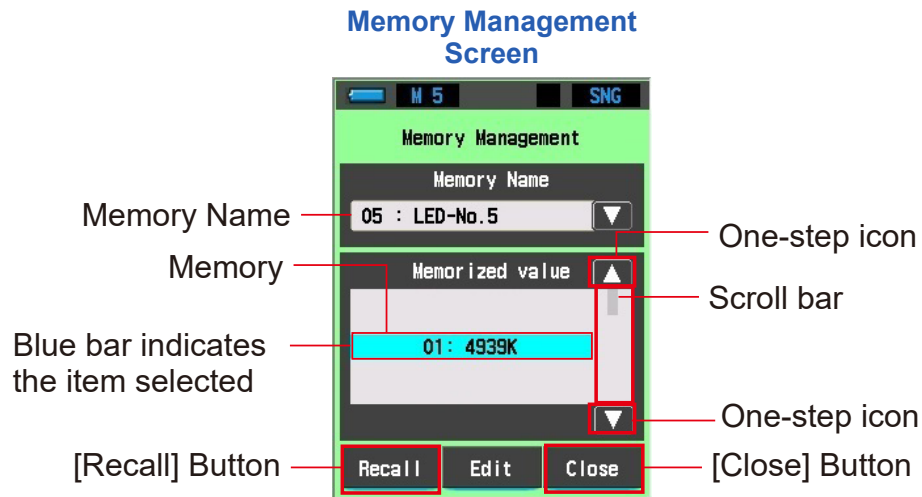 Memory Management
Screen
M 5
SNG
Memory Management
Memory Name
Memory Name
05 : LED-No.5
One-step icon
Memory
Memorized value
Scroll bar
Blue bar indicates
the item selected
01: 4939K
One-step icon
[Recall] Button
Recall
Edit
Close
[Close] Button